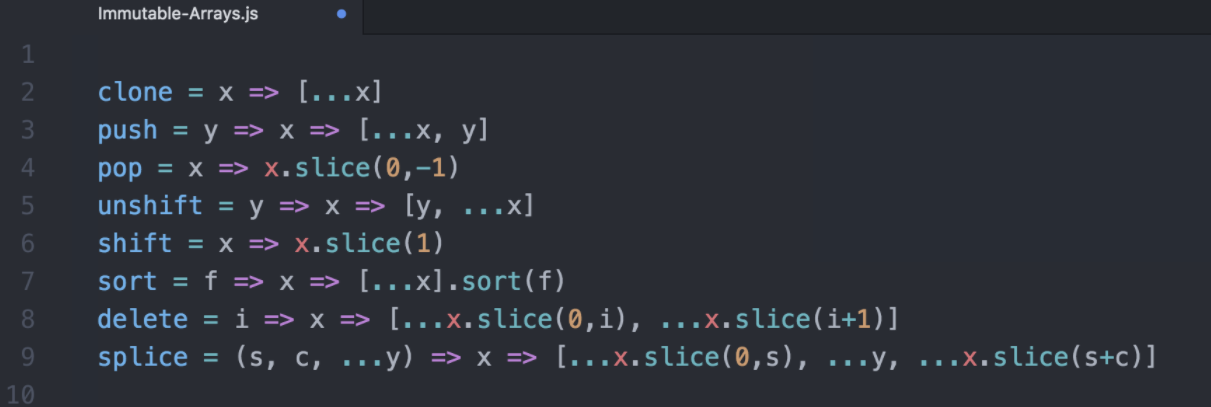 Immutable-Arrays.js
1
2 clone = x => [...x]
3 push = y => x => [...x, y]
4 pop = x => x.slice(0,-1)
5 unshift = y => x => [y, ...x]
6 shift = x => x.slice(1)
7 sort = f => x => [...x].sort(f)
8 delete = i => x => [...x.slice(0,i), ...x.slice(i+1)]
9 splice = (s, c, ...y) => x => [...x.slice(0,s), ...y, ...x.slice(s+c)]
10